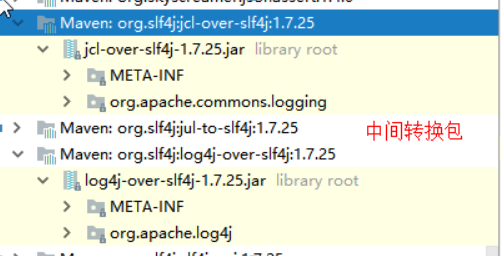 Maven: org.slf4j:jcl-over-slf4j:1.7.25
jcl-over-slf4j-1.7.25.jar library root
META-INF
org.apache.commons.logging
Maven: org.slf4j:jul-to-slf4j:1.7.25
中间转换包
Maven: org.slf4j:log4j-over-slf4j:1.7.25
log4j-over-slf4j-1.7.25.jar library root
META-INF
org.apache.log4j